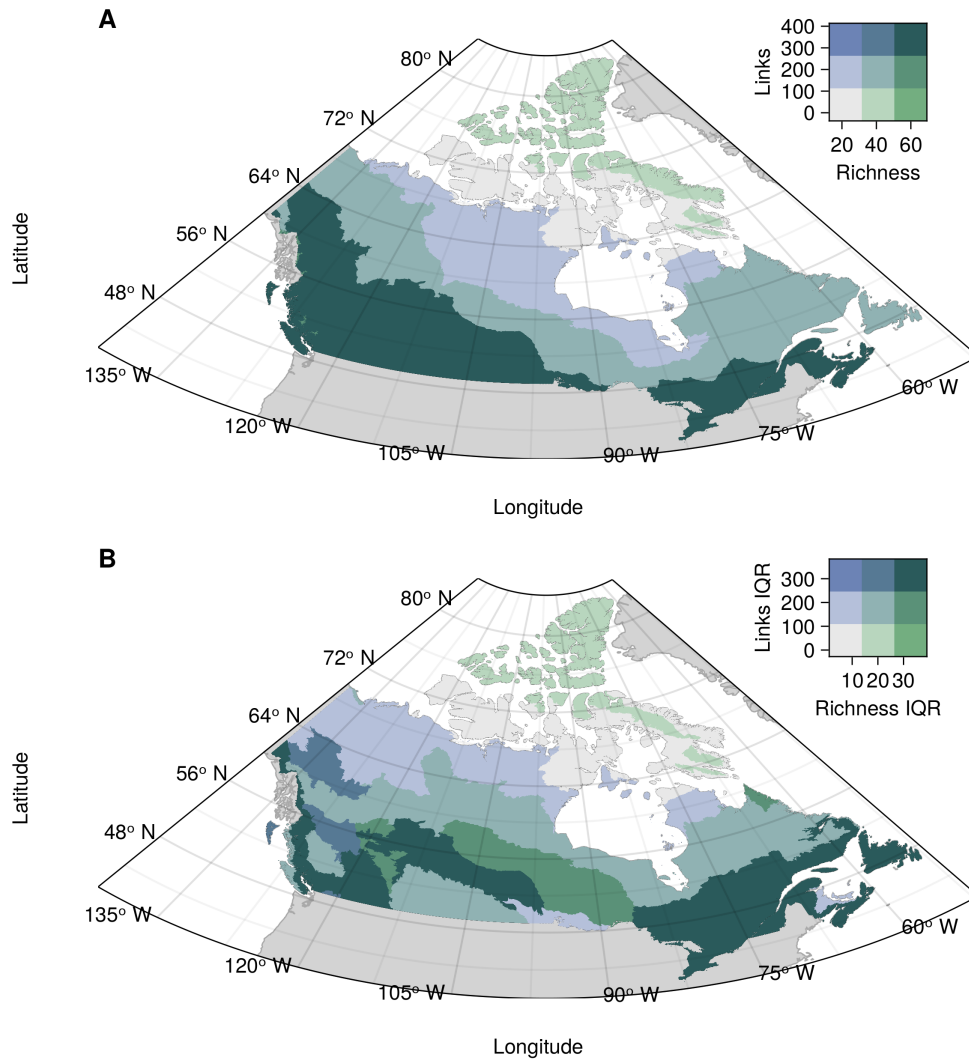 A
400
300
200
100
0
Links
20 40 60
Richness
80° N
72° N
64° N
56° N
48° N
135° W
120° W
105° W
90° W
75° W
60° W
Latitude
Longitude
B
300
200
100
0
Links IQR
10 20 30
Richness IQR
80° N
72° N
64° N
56° N
48° N
135° W
120° W
105° W
90° W
75° W
60° W
Latitude
Longitude